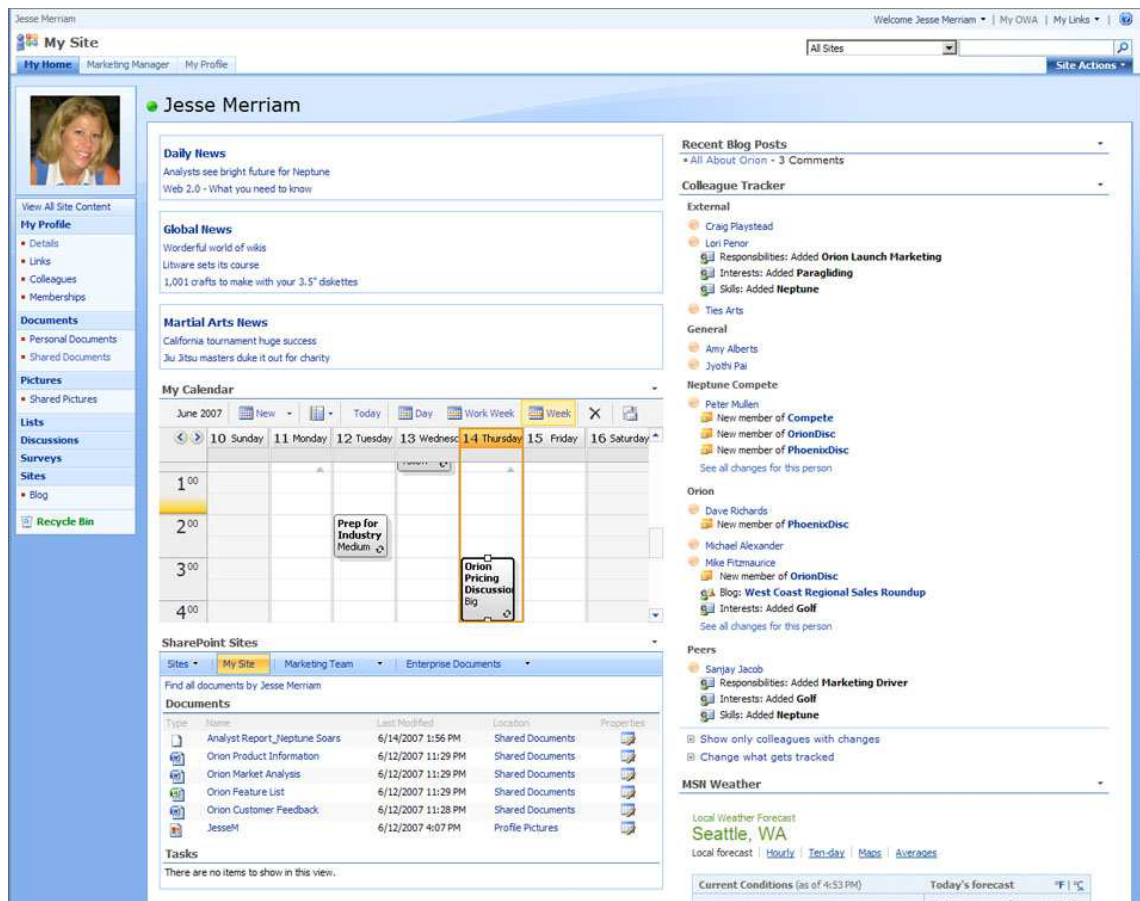 Jesse Merriam
Welcome Jesse Merriam | My OWA | My Links |
My Site
All Sites
My Home Marketing Manager My Profile
Site Actions
Jesse Merriam
View All Site Content
My Profile
Details
Links
Colleagues
Memberships
Documents
Personal Documents
Shared Documents
Pictures
Shared Pictures
Lists
Discussions
Surveys
Sites
Blog
Recycle Bin
Daily News
Analysts see bright future for Neptune
Web 2.0 - What you need to know
Global News
Worderful world of wikis
Litware sets its course
1,001 crafts to make with your 3.5" diskettes
Martial Arts News
California tournament huge success
Jiu Jitsu masters duke it out for charity
My Calendar
June 2007 New Today Day Work Week Week
10 Sunday 11 Monday 12 Tuesday 13 Wednesc 14 Thursday 15 Friday 16 Saturday
1 00
2 00
3 00
4 00
Prep for
Industry
Medium
Orion
Pricing
Discussion
Big
SharePoint Sites
Sites My Site Marketing Team Enterprise Documents
Find all documents by Jesse Merriam
Documents
Type Name Last Modified Location Properties
Analyst Report_Neptune Soars 6/14/2007 1:56 PM Shared Documents
Orion Product Information 6/12/2007 11:29 PM Shared Documents
Orion Market Analysis 6/12/2007 11:29 PM Shared Documents
Orion Feature List 6/12/2007 11:29 PM Shared Documents
Orion Customer Feedback 6/12/2007 11:28 PM Shared Documents
JesseM 6/12/2007 4:07 PM Profile Pictures
Tasks
There are no items to show in this view.
Recent Blog Posts
All About Orion - 3 Comments
Colleague Tracker
External
Craig Playstead
Lori Penor
Responsibilities: Added Orion Launch Marketing
Interests: Added Paragliding
Skills: Added Neptune
Ties Arts
General
Amy Alberts
Jyothi Pai
Neptune Compete
Peter Mullen
New member of Compete
New member of OrionDisc
New member of PhoenixDisc
See all changes for this person
Orion
Dave Richards
New member of PhoenixDisc
Michael Alexander
Mike Fitzmaurice
New member of OrionDisc
Blog: West Coast Regional Sales Roundup
Interests: Added Golf
See all changes for this person
Peers
Sanjay Jacob
Responsibilities: Added Marketing Driver
Interests: Added Golf
Skills: Added Neptune
Show only colleagues with changes
Change what gets tracked
MSN Weather
Local Weather Forecast
Seattle, WA
Local forecast | Hourly | Ten-day | Maps | Averages
Current Conditions (as of 4:53 PM) Today's forecast °F | °C